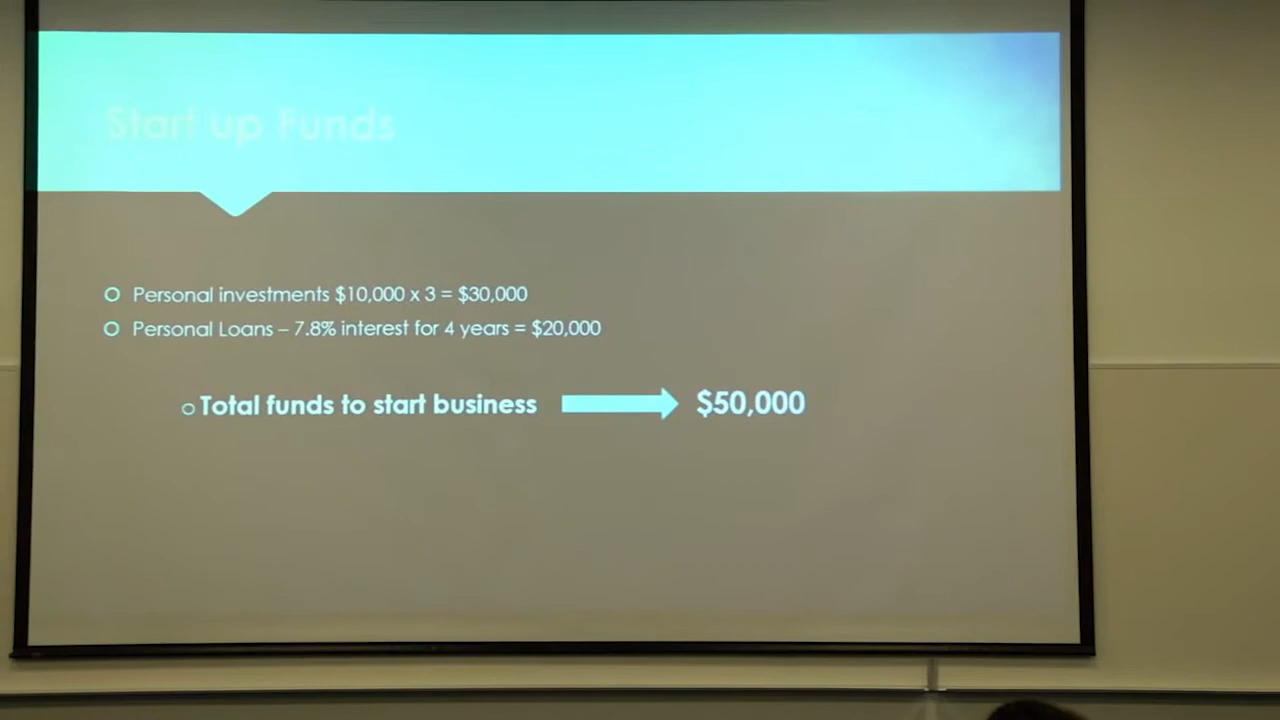 Start up Funds
Personal investments $10,000 x 3 = $30,000
Personal Loans – 7.8% interest for 4 years = $20,000
Total funds to start business $50,000